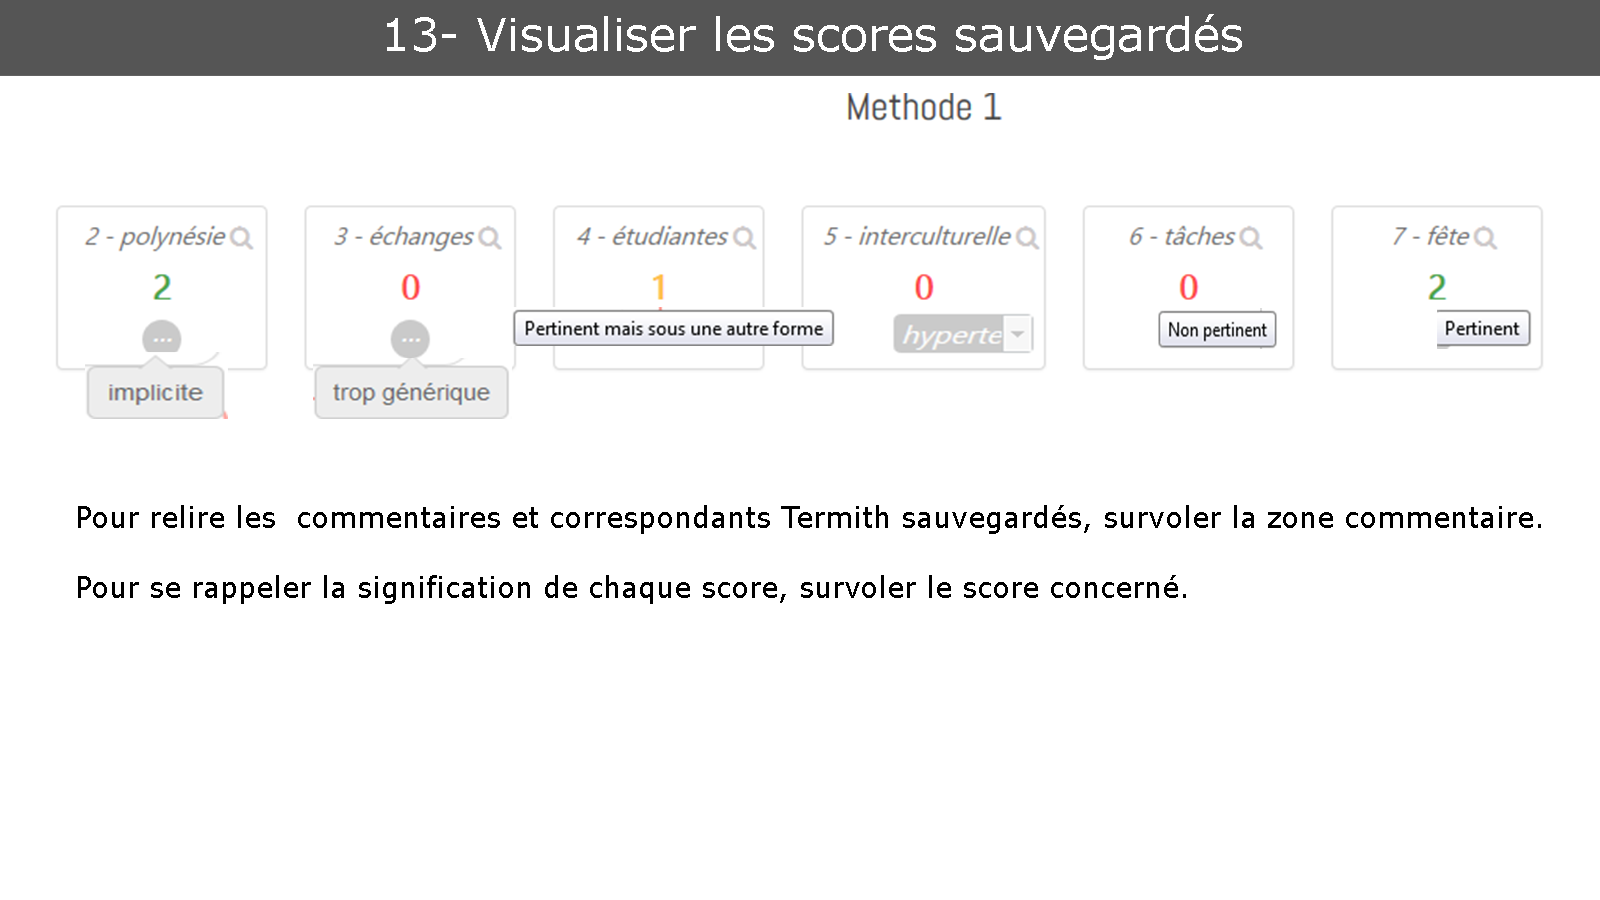 13- Visualiser les scores sauvegardés
Methode 1
2 - polynésie
3 - échanges
4 - étudiantes
5 - interculturelle
6 - tâches
7 - fête
2
0
1
0
0
2
...
...
Pertinent mais sous une autre forme
hyperte
Non pertinent
Pertinent
implicite
trop générique
Pour relire les commentaires et correspondants Termith sauvegardés, survoler la zone commentaire.
Pour se rappeler la signification de chaque score, survoler le score concerné.